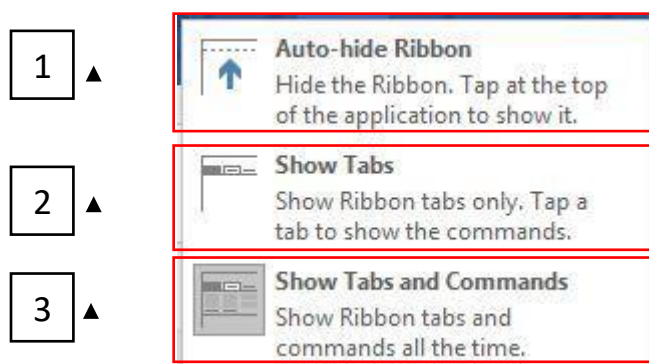 1 ▲
Auto-hide Ribbon
Hide the Ribbon. Tap at the top
of the application to show it.
2 ▲
Show Tabs
Show Ribbon tabs only. Tap a
tab to show the commands.
3 ▲
Show Tabs and Commands
Show Ribbon tabs and
commands all the time.